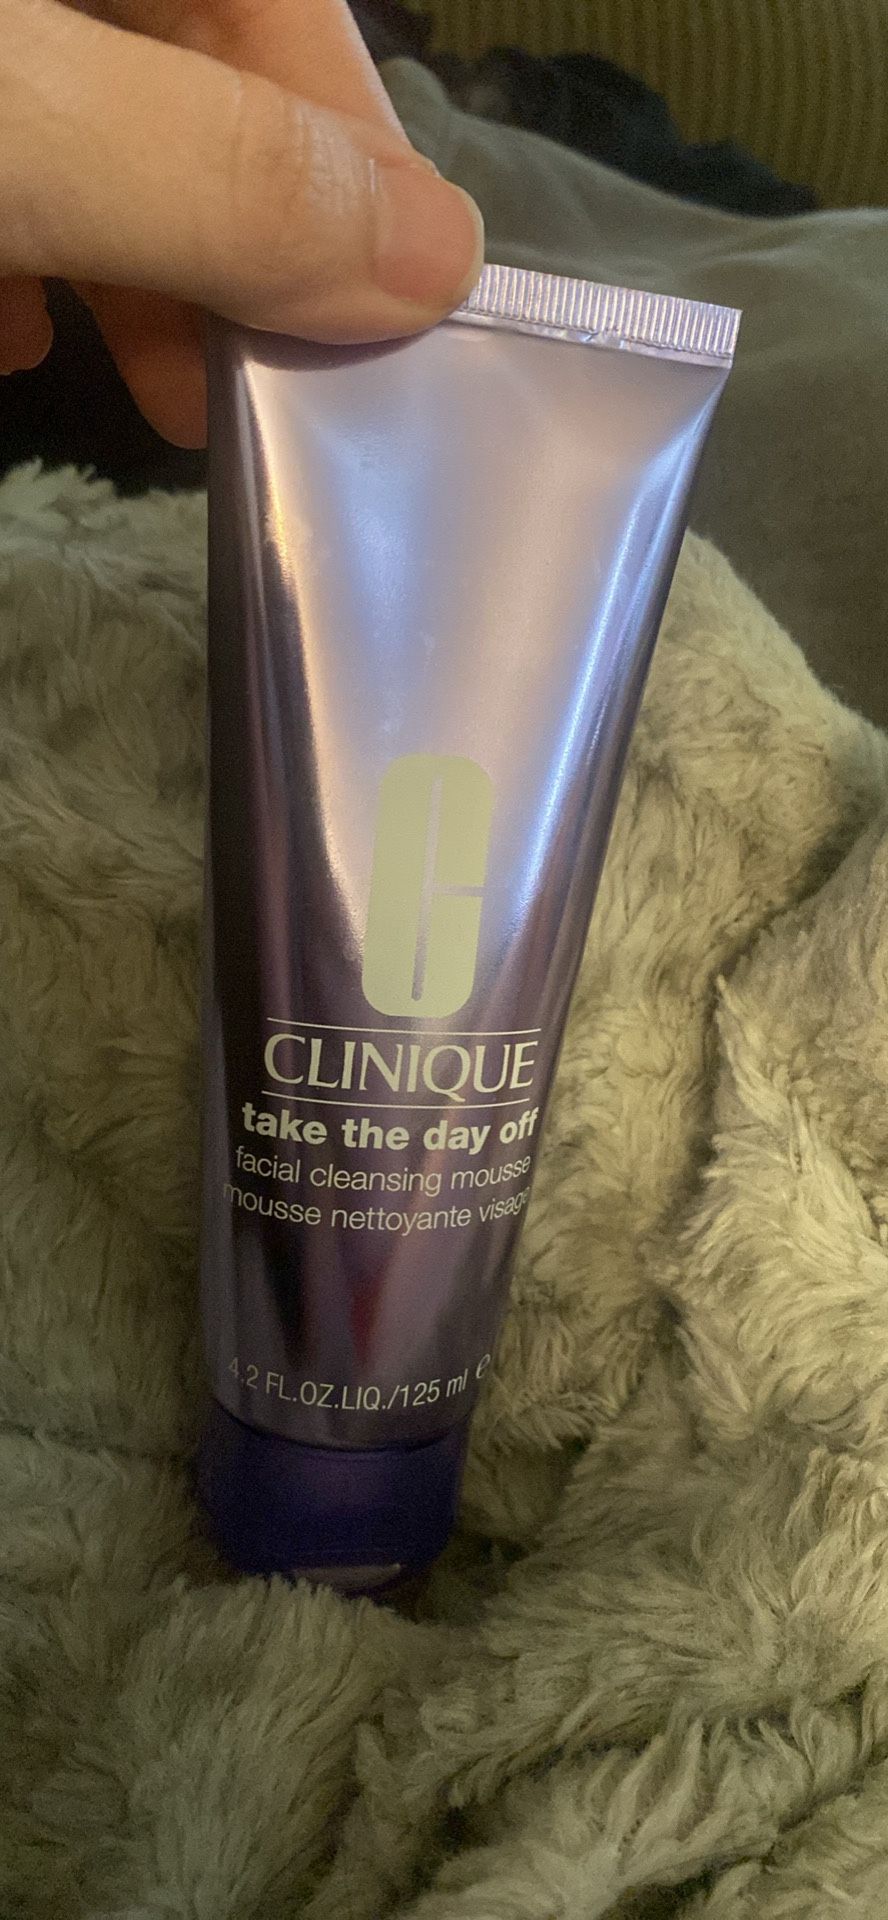 C
CLINIQUE
take the day off
facial cleansing mousse
mousse nettoyante visage
4.2 FL.OZ.LIQ./125 ml ℮